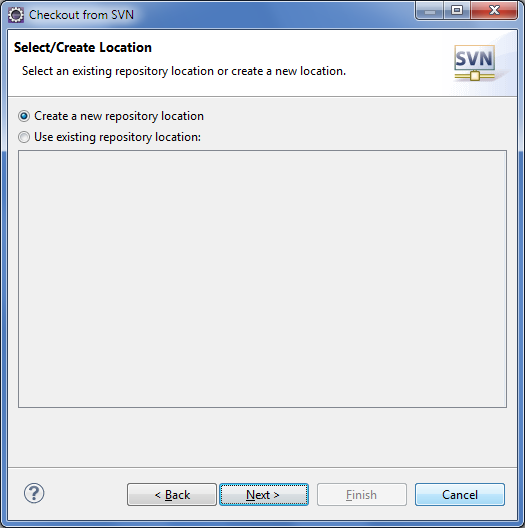 Checkout from SVN
Select/Create Location
Select an existing repository location or create a new location.
SVN
Create a new repository location
Use existing repository location:
? < Back Next > Finish Cancel